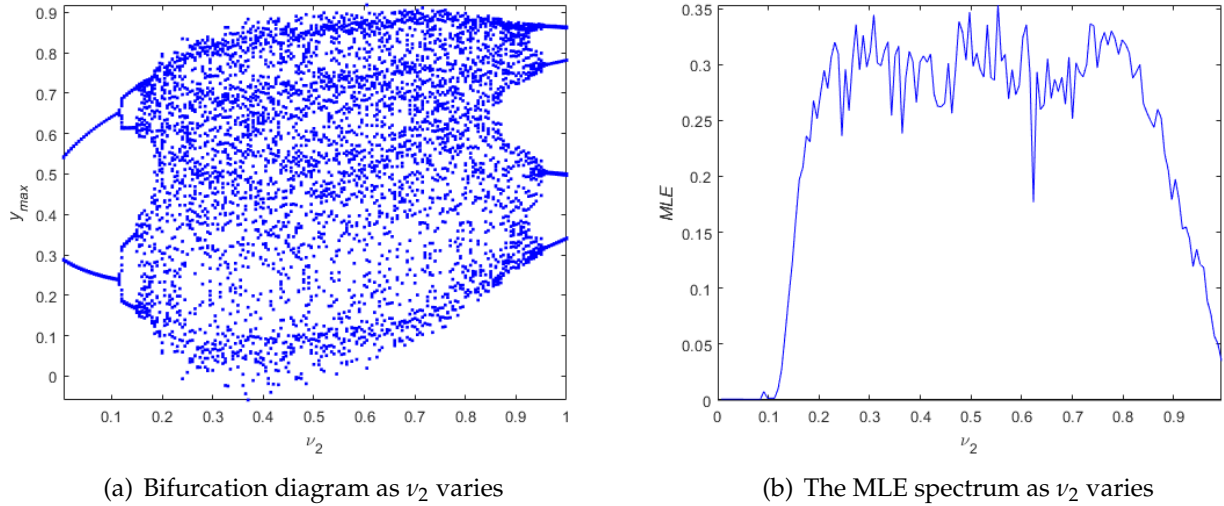 0.9
0.8
0.7
0.6
0.5
0.4
0.3
0.2
0.1
0
y_max
0.1 0.2 0.3 0.4 0.5 0.6 0.7 0.8 0.9 1
ν_2
(a) Bifurcation diagram as ν_2 varies
0.35
0.3
0.25
0.2
0.15
0.1
0.05
0
MLE
0 0.1 0.2 0.3 0.4 0.5 0.6 0.7 0.8 0.9
ν_2
(b) The MLE spectrum as ν_2 varies